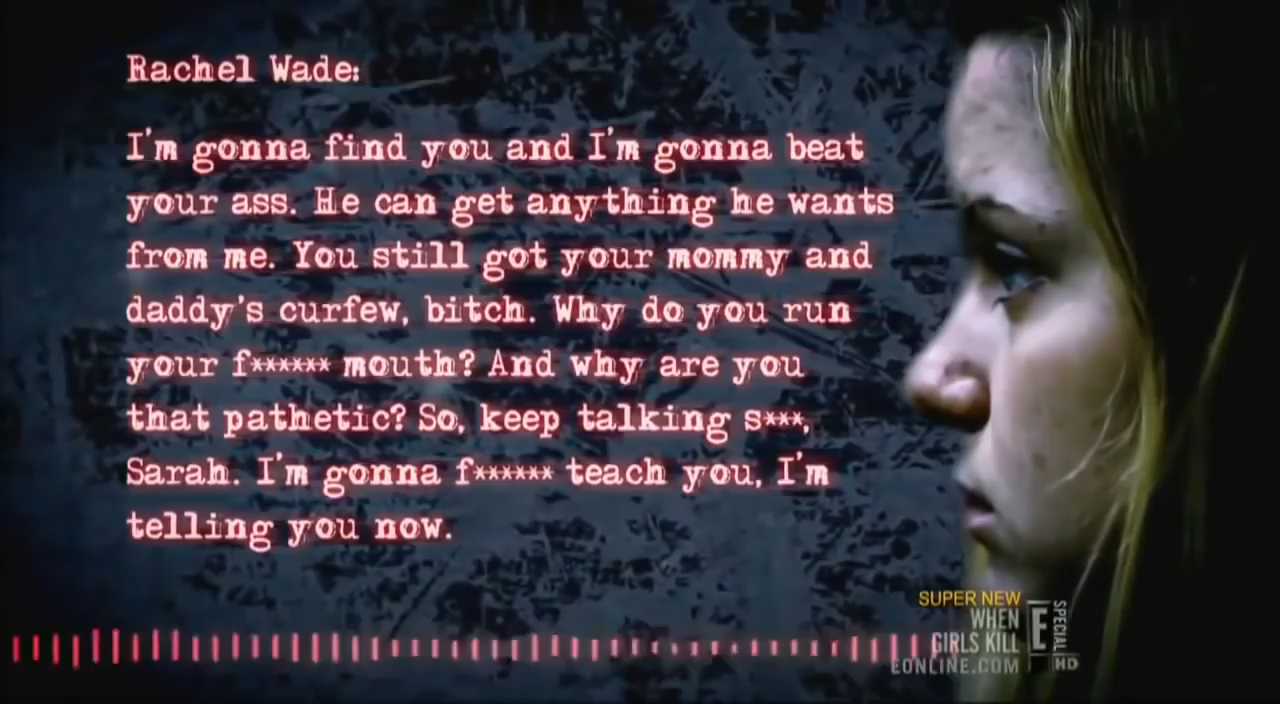 Rachel Wade:
I'm gonna find you and I'm gonna beat
your ass. He can get anything he wants
from me. You still got your mommy and
daddy's curfew, bitch. Why do you run
your f****** mouth? And why are you
that pathetic? So, keep talking s***,
Sarah. I'm gonna f****** teach you, I'm
telling you now.
SUPER NEW
WHEN
GIRLS KILL
EONLINE.COM
E
SPECIAL
HD